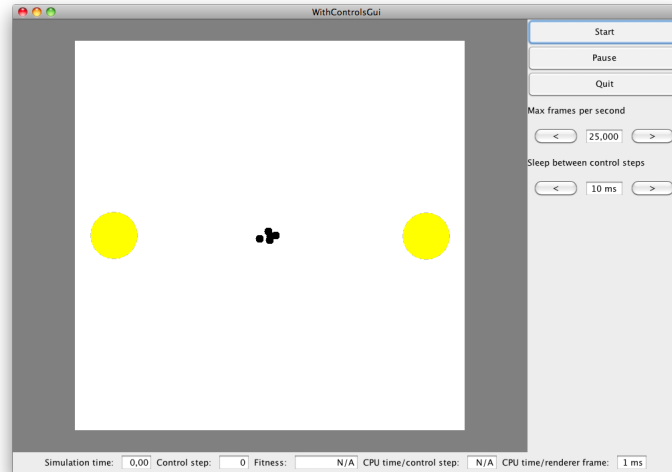 WithControlsGui
Start
Pause
Quit
Max frames per second
< 25,000 >
Sleep between control steps
< 10 ms >
Simulation time: 0,00 Control step: 0 Fitness: N/A CPU time/control step: N/A CPU time/renderer frame: 1 ms